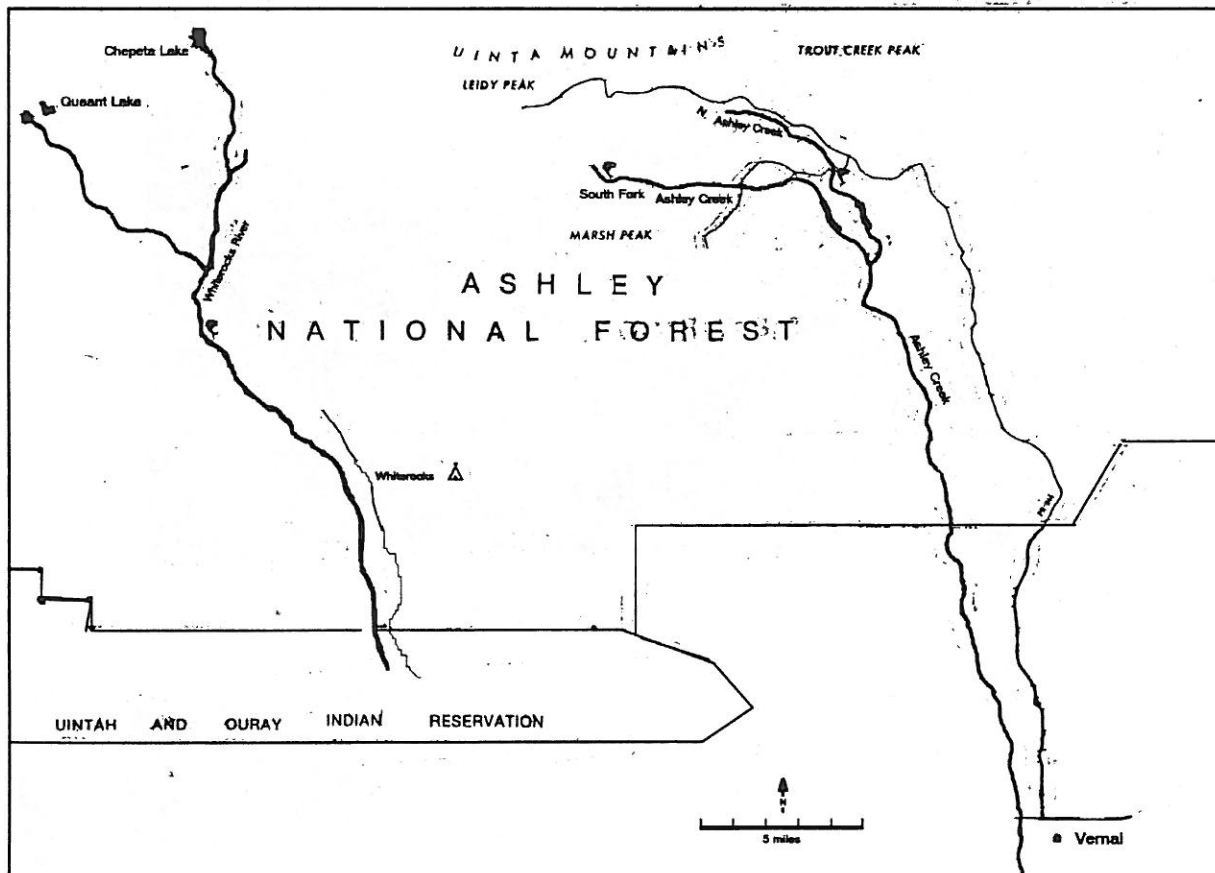 Chepeta Lake
UINTA MOUNTAINS
TROUT CREEK PEAK
LEIDY PEAK
Queant Lake
N Ashley Creek
South Fork Ashley Creek
MARSH PEAK
Whiterocks River
ASHLEY
NATIONAL FOREST
Ashley Creek
Whiterocks
UINTAH AND OURAY INDIAN RESERVATION
N
5 miles
Vernal